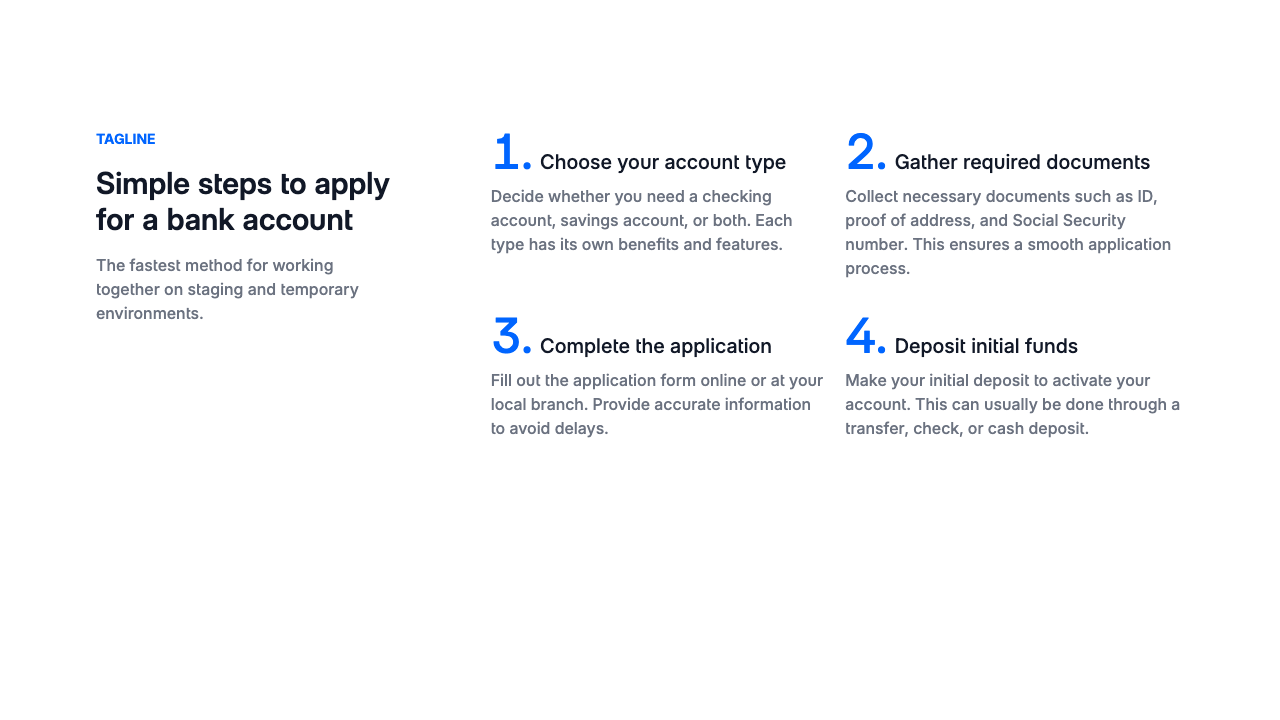 TAGLINE
Simple steps to apply
for a bank account
The fastest method for working
together on staging and temporary
environments.
1. Choose your account type
Decide whether you need a checking
account, savings account, or both. Each
type has its own benefits and features.
2. Gather required documents
Collect necessary documents such as ID,
proof of address, and Social Security
number. This ensures a smooth application
process.
3. Complete the application
Fill out the application form online or at your
local branch. Provide accurate information
to avoid delays.
4. Deposit initial funds
Make your initial deposit to activate your
account. This can usually be done through a
transfer, check, or cash deposit.